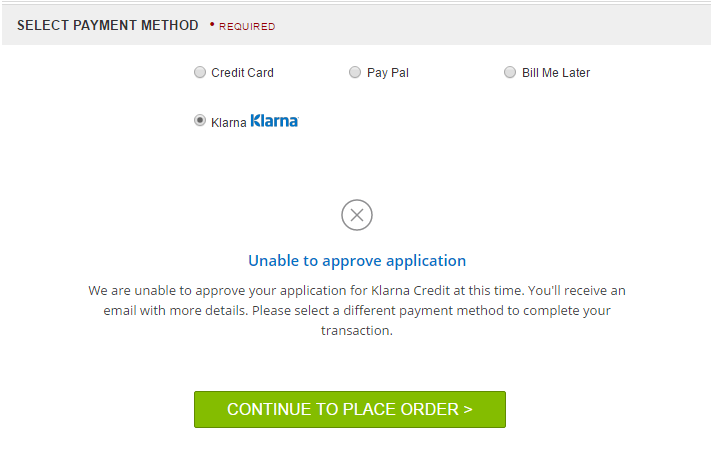 SELECT PAYMENT METHOD • REQUIRED
Credit Card Pay Pal Bill Me Later
Klarna Klarna
Unable to approve application
We are unable to approve your application for Klarna Credit at this time. You'll receive an
email with more details. Please select a different payment method to complete your
transaction.
CONTINUE TO PLACE ORDER >